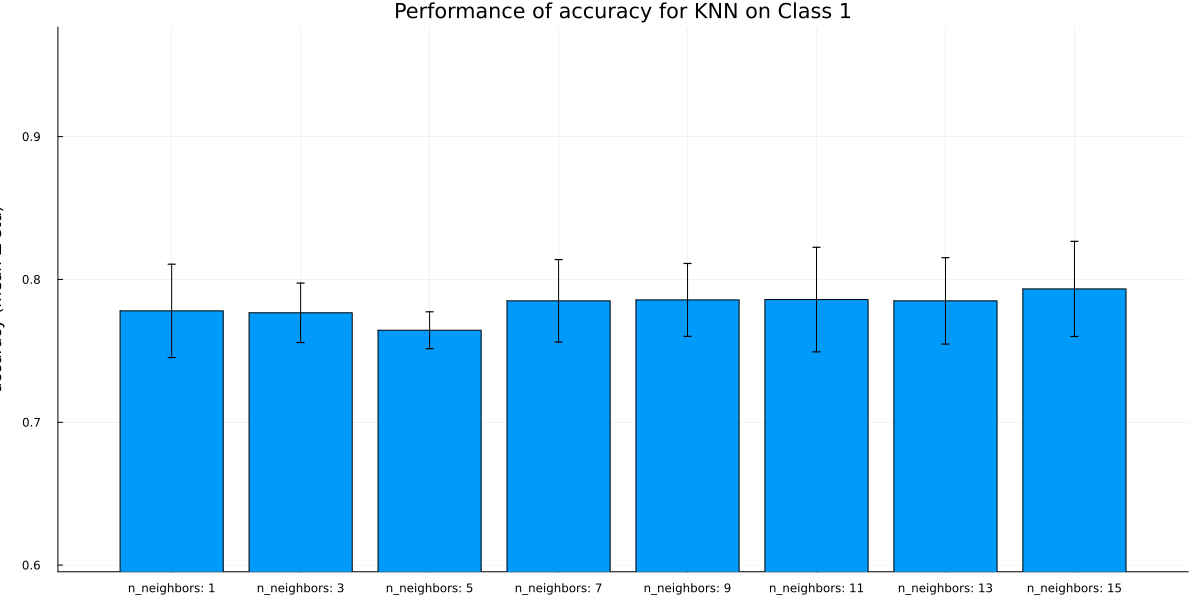 Performance of accuracy for KNN on Class 1
0.9
0.8
0.7
0.6
n_neighbors: 1
n_neighbors: 3
n_neighbors: 5
n_neighbors: 7
n_neighbors: 9
n_neighbors: 11
n_neighbors: 13
n_neighbors: 15